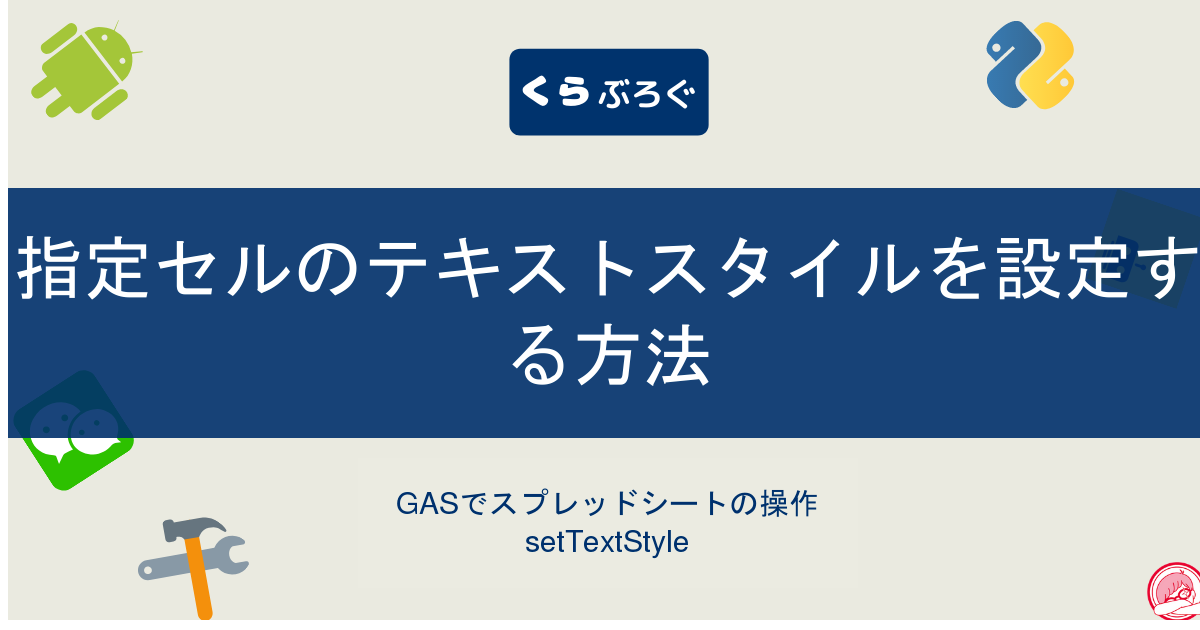 くらぶろぐ
指定セルのテキストスタイルを設定す
る方法
GASでスプレッドシートの操作
setTextStyle